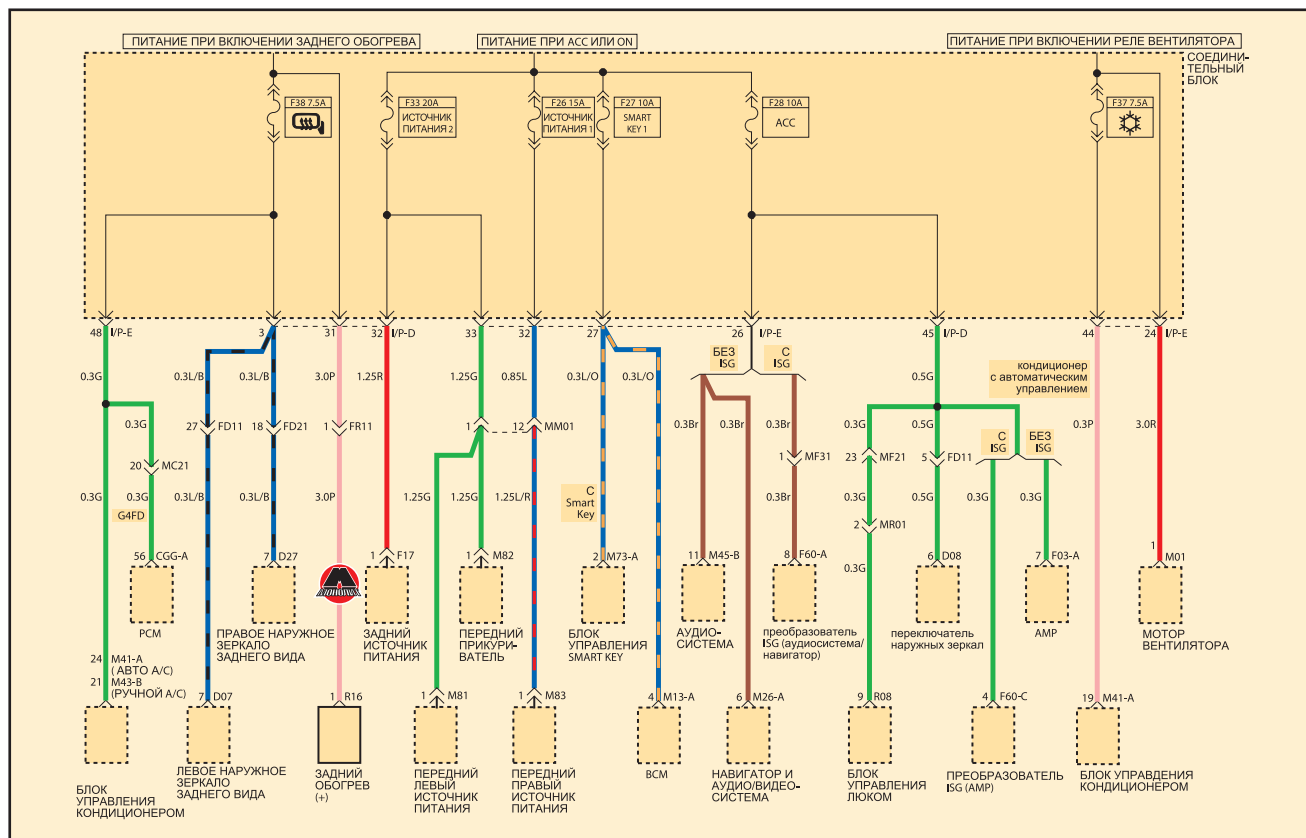 ПИТАНИЕ ПРИ ВКЛЮЧЕНИИ ЗАДНЕГО ОБОГРЕВА
ПИТАНИЕ ПРИ ACC ИЛИ ON
ПИТАНИЕ ПРИ ВКЛЮЧЕНИИ РЕЛЕ ВЕНТИЛЯТОРА
СОЕДИНИ-
ТЕЛЬНЫЙ
БЛОК
F38 7.5A
F33 20A
ИСТОЧНИК
ПИТАНИЯ 2
F26 15A
ИСТОЧНИК
ПИТАНИЯ 1
F27 10A
SMART
KEY 1
F28 10A
ACC
F37 7.5A
48 I/P-E
3
31
32 I/P-D
33
32
27
26 I/P-E
45 I/P-D
44
24 I/P-E
БЕЗ
ISG
С
ISG
кондиционер
с автоматическим
управлением
0.3G
0.3L/B
0.3L/B
3.0P
1.25R
1.25G
0.85L
0.3L/O
0.3L/O
0.5G
0.3G
27 FD11
18 FD21
1 FR11
1
12 MM01
0.3Br
0.3Br
0.3Br
0.3G
0.5G
0.3P
3.0R
С
ISG
БЕЗ
ISG
20 MC21
1 MF31
23 MF21
5 FD11
0.3G
0.3G
0.3L/B
0.3L/B
3.0P
1.25G
1.25G
1.25L/R
С
Smart
Key
0.3Br
0.3G
0.5G
0.3G
0.3G
G4FD
2 MR01
56 CGG-A
7 D27
1 F17
1 M82
2 M73-A
11 M45-B
8 F60-A
0.3G
6 D08
7 F03-A
1
M01
PCM
ПРАВОЕ НАРУЖНОЕ
ЗЕРКАЛО
ЗАДНЕГО ВИДА
ЗАДНИЙ
ИСТОЧНИК
ПИТАНИЯ
ПЕРЕДНИЙ
ПРИКУРИ-
ВАТЕЛЬ
БЛОК
УПРАВЛЕНИЯ
SMART KEY
АУДИО-
СИСТЕМА
преобразователь
ISG (аудиосистема/
навигатор)
переключатель
наружных зеркал
AMP
МОТОР
ВЕНТИЛЯТОРА
24 M41-A
( АВТО А/С)
21 M43-B
(РУЧНОЙ А/С)
7 D07
1 R16
1 M81
1 M83
4 M13-A
6 M26-A
9 R08
4 F60-C
19 M41-A
БЛОК
УПРАВЛЕНИЯ
КОНДИЦИОНЕРОМ
ЛЕВОЕ НАРУЖНОЕ
ЗЕРКАЛО
ЗАДНЕГО ВИДА
ЗАДНИЙ
ОБОГРЕВ
(+)
ПЕРЕДНИЙ
ЛЕВЫЙ
ИСТОЧНИК
ПИТАНИЯ
ПЕРЕДНИЙ
ПРАВЫЙ
ИСТОЧНИК
ПИТАНИЯ
BCM
НАВИГАТОР И
АУДИО/ВИДЕО-
СИСТЕМА
БЛОК
УПРАВЛЕНИЯ
ЛЮКОМ
ПРЕОБРАЗОВАТЕЛЬ
ISG (AMP)
БЛОК УПРАВДЕНИЯ
КОНДИЦИОНЕРОМ